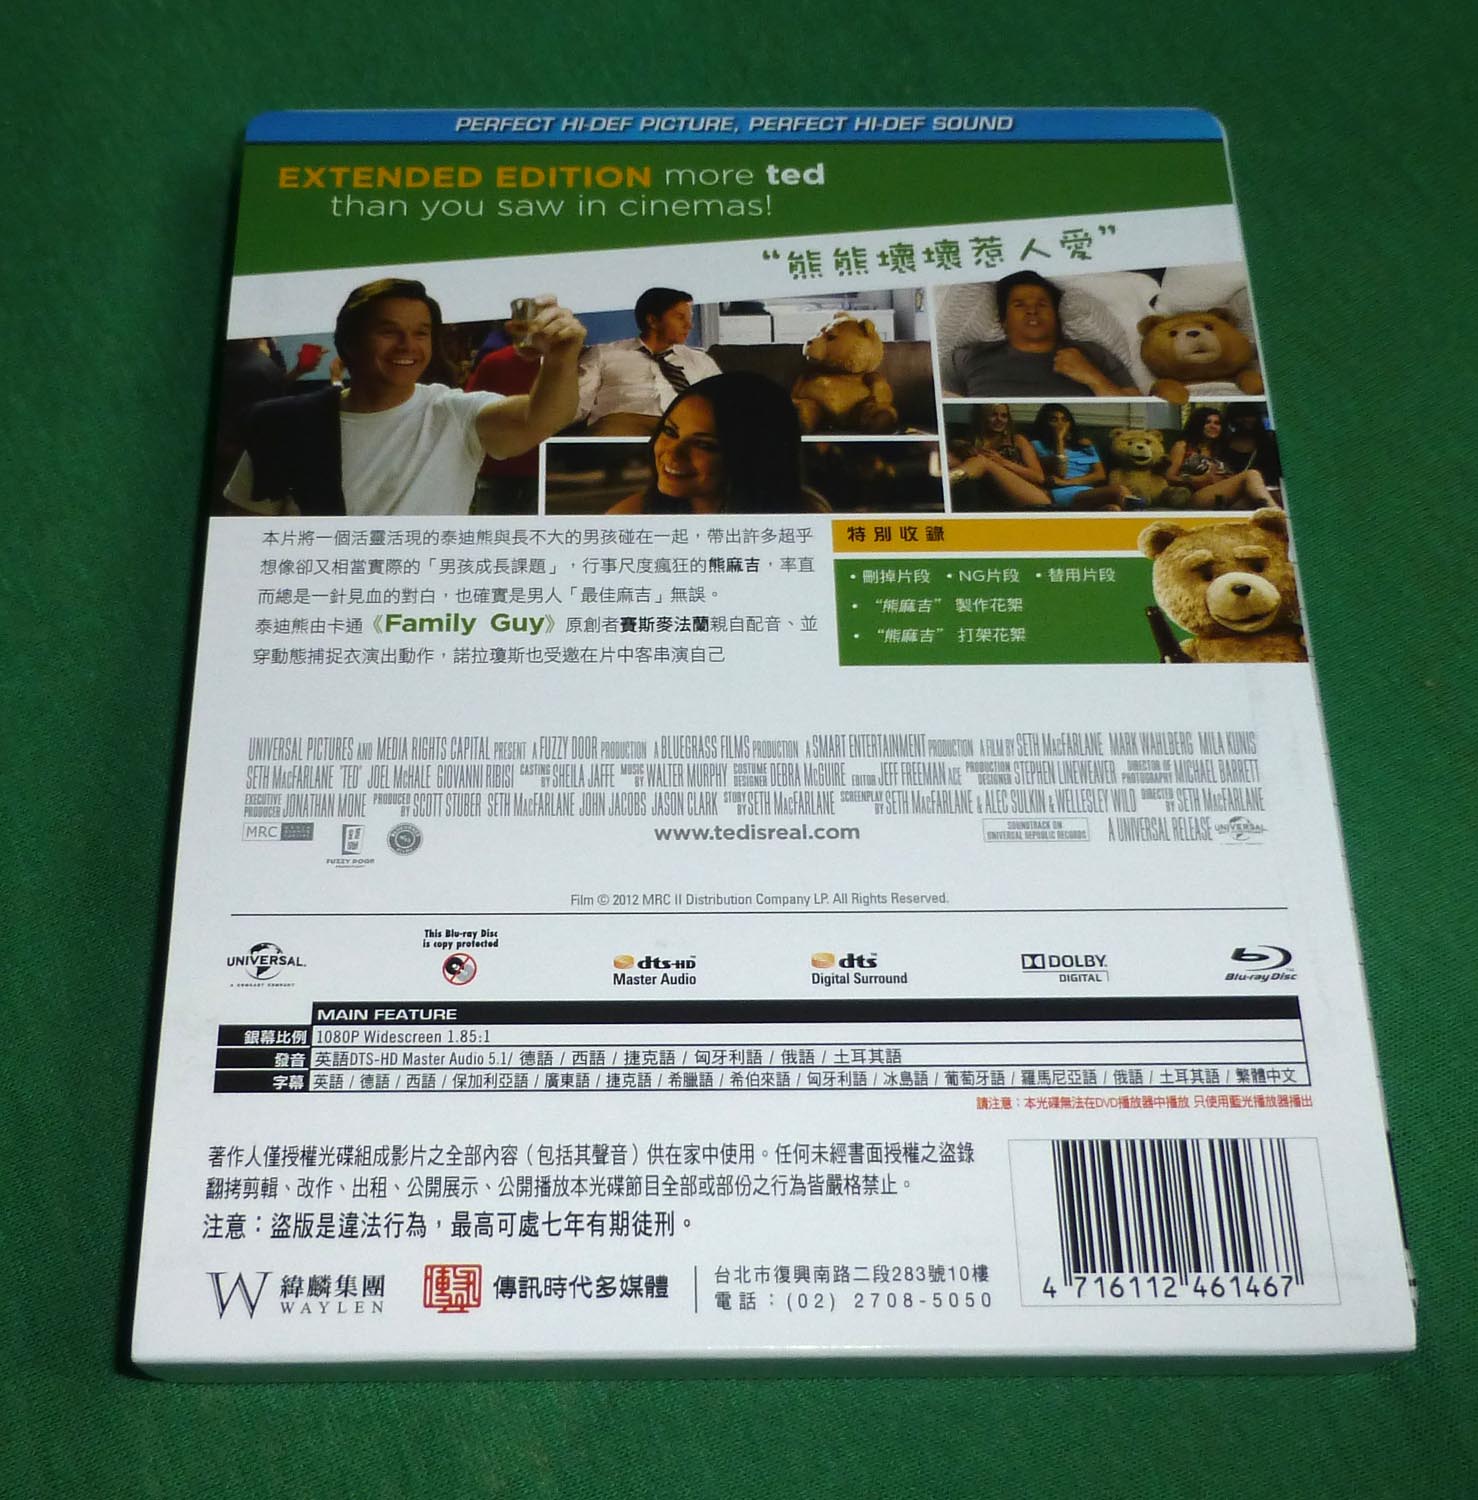 PERFECT HI-DEF PICTURE, PERFECT HI-DEF SOUND
EXTENDED EDITION more ted
than you saw in cinemas!
“熊熊壞壞惹人愛”
本片將一個活靈活現的泰迪熊與長不大的男孩碰在一起，帶出許多超乎
想像卻又相當實際的「男孩成長課題」，行事尺度瘋狂的熊麻吉，率直
而總是一針見血的對白，也確實是男人「最佳麻吉」無誤。
泰迪熊由卡通《Family Guy》原創者賽斯麥法蘭親自配音、並
穿動態捕捉衣演出動作，諾拉瓊斯也受邀在片中客串演自己
特別收錄
•刪掉片段 •NG片段 •替用片段
• “熊麻吉” 製作花絮
• “熊麻吉” 打架花絮
UNIVERSAL PICTURES AND MEDIA RIGHTS CAPITAL PRESENT A FUZZY DOOR PRODUCTION A BLUEGRASS FILMS PRODUCTION A SMART ENTERTAINMENT PRODUCTION A FILM BY SETH MACFARLANE MARK WAHLBERG MILA KUNIS
SETH MACFARLANE "TED" JOEL MCHALE GIOVANNI RIBISI CASTING BY SHEILA JAFFE MUSIC BY WALTER MURPHY COSTUME DESIGNER DEBRA MCGUIRE EDITOR JEFF FREEMAN ACE PRODUCTION DESIGNER STEPHEN LINEWEAVER DIRECTOR OF PHOTOGRAPHY MICHAEL BARRETT
EXECUTIVE PRODUCER JONATHAN MONE PRODUCED BY SCOTT STUBER SETH MACFARLANE JOHN JACOBS JASON CLARK STORY BY SETH MACFARLANE SCREENPLAY BY SETH MACFARLANE & ALEC SULKIN & WELLESLEY WILD DIRECTED BY SETH MACFARLANE
MRC
FUZZY DOOR
www.tedisreal.com
SOUNDTRACK ON
UNIVERSAL REPUBLIC RECORDS
A UNIVERSAL RELEASE UNIVERSAL
Film © 2012 MRC II Distribution Company LP. All Rights Reserved.
UNIVERSAL
A COMCAST COMPANY
This Blu-ray Disc
is copy protected
dts-HD
Master Audio
dts
Digital Surround
DOLBY
DIGITAL
Blu-ray Disc
MAIN FEATURE
銀幕比例 1080P Widescreen 1.85:1
發音 英語DTS-HD Master Audio 5.1/ 德語 / 西語 / 捷克語 / 匈牙利語 / 俄語 / 土耳其語
字幕 英語 / 德語 / 西語 / 保加利亞語 / 廣東語 / 捷克語 / 希臘語 / 希伯來語 / 匈牙利語 / 冰島語 / 葡萄牙語 / 羅馬尼亞語 / 俄語 / 土耳其語 / 繁體中文
請注意：本光碟無法在DVD播放器中播放 只使用藍光播放器播出
著作人僅授權光碟組成影片之全部內容（包括其聲音）供在家中使用。任何未經書面授權之盜錄
翻拷剪輯、改作、出租、公開展示、公開播放本光碟節目全部或部份之行為皆嚴格禁止。
注意：盜版是違法行為，最高可處七年有期徒刑。
W 緯麟集團
WAYLEN
傳訊時代多媒體
台北市復興南路二段283號10樓
電話：(02) 2708-5050
4 716112 461467